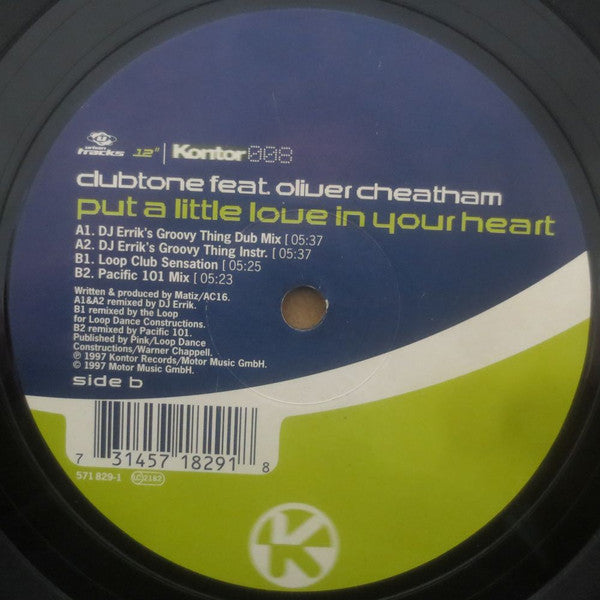 urban
tracks 12" | Kontor008
clubtone feat. oliver cheatham
put a little love in your heart
A1. DJ Errik's Groovy Thing Dub Mix [ 05:37
A2. DJ Errik's Groovy Thing Instr. [ 05:37
B1. Loop Club Sensation [ 05:25
B2. Pacific 101 Mix [ 05:23
Written & produced by Matiz/AC16.
A1&A2 remixed by DJ Errik.
B1 remixed by the Loop
for Loop Dance Constructions.
B2 remixed by Pacific 101.
Published by Pink/Loop Dance
Constructions/Warner Chappell.
℗ 1997 Kontor Records/Motor Music GmbH.
© 1997 Motor Music GmbH.
side b
7 31457 18291 8
571 829-1 LC 2182
K